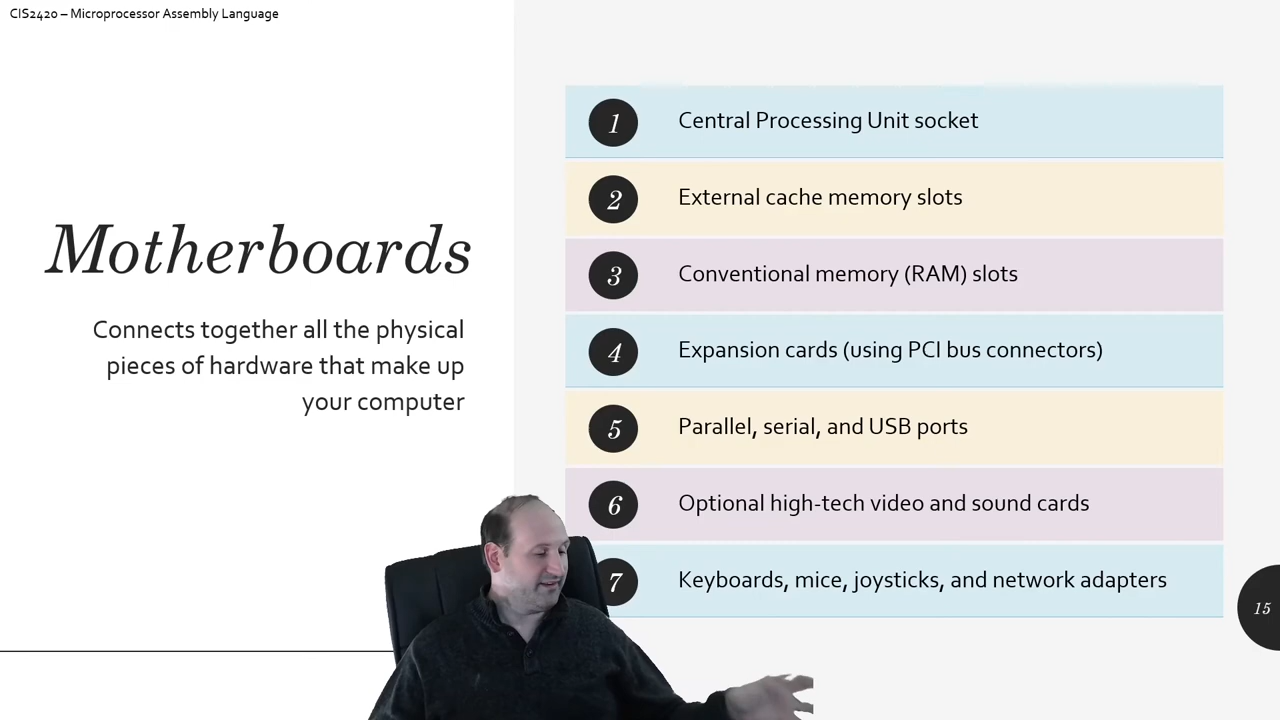 CIS2420 – Microprocessor Assembly Language
Motherboards
Connects together all the physical
pieces of hardware that make up
your computer
1 Central Processing Unit socket
2 External cache memory slots
3 Conventional memory (RAM) slots
4 Expansion cards (using PCI bus connectors)
5 Parallel, serial, and USB ports
6 Optional high-tech video and sound cards
7 Keyboards, mice, joysticks, and network adapters
15